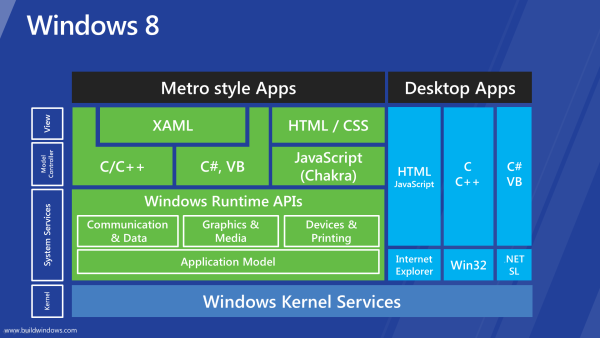 Windows 8
Metro style Apps
Desktop Apps
View
Model
Controller
System Services
Kernel
XAML
HTML / CSS
C/C++
C#, VB
JavaScript
(Chakra)
Windows Runtime APIs
Communication
& Data
Graphics &
Media
Devices &
Printing
Application Model
HTML
JavaScript
C
C++
C#
VB
Internet
Explorer
Win32
NET
SL
Windows Kernel Services
www.buildwindows.com